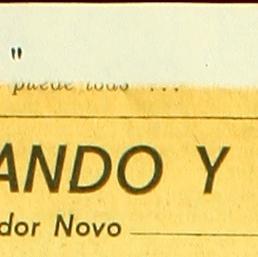 "
puede todo ...
ANDO Y
dor Novo